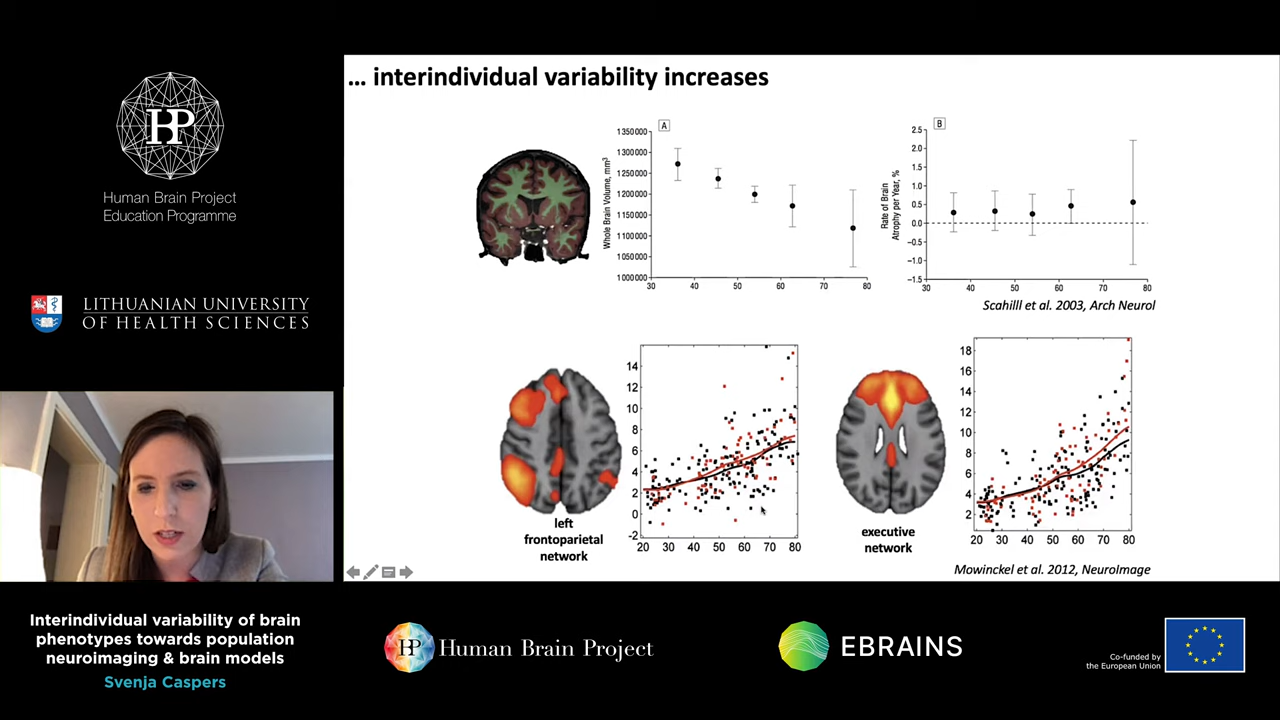 HP
Human Brain Project
Education Programme
LITHUANIAN UNIVERSITY
OF HEALTH SCIENCES
Interindividual variability of brain
phenotypes towards population
neuroimaging & brain models
Svenja Caspers
... interindividual variability increases
A
Whole Brain Volume, mm³
1350000
1300000
1250000
1200000
1150000
1100000
1050000
1000000
30 40 50 60 70 80
B
Rate of Brain
Atrophy per Year, %
2.5
2.0
1.5
1.0
0.5
0.0
−0.5
−1.0
−1.5
30 40 50 60 70 80
Scahilll et al. 2003, Arch Neurol
left
frontoparietal
network
14
12
10
8
6
4
2
0
-2
20 30 40 50 60 70 80
executive
network
18
16
14
12
10
8
6
4
2
20 30 40 50 60 70 80
Mowinckel et al. 2012, NeuroImage
HP Human Brain Project
EBRAINS
Co-funded by
the European Union